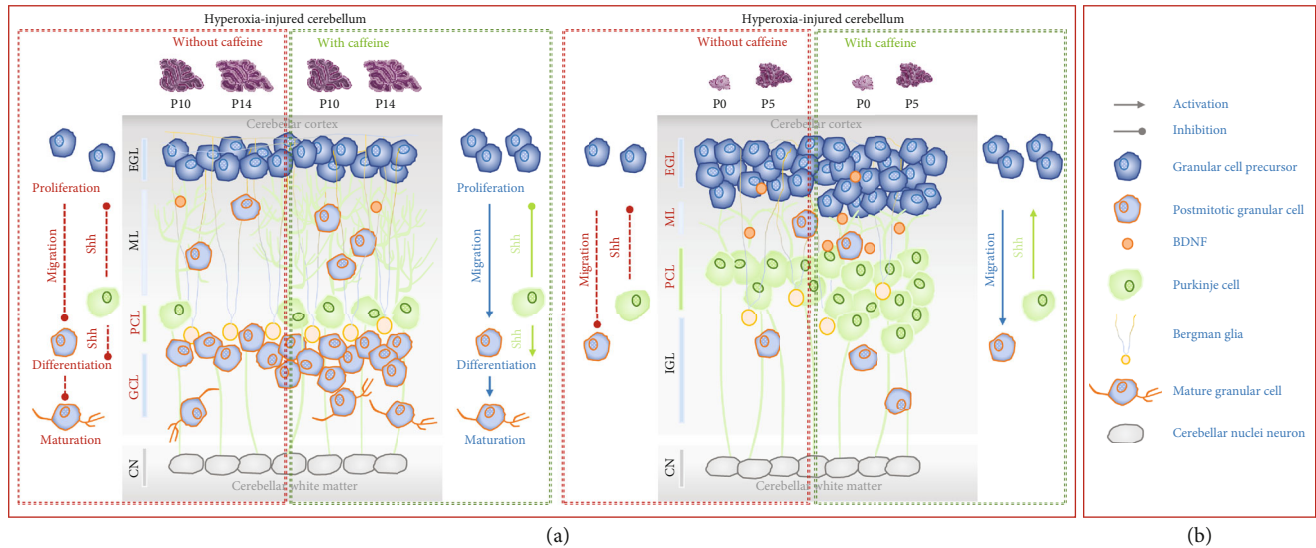 Hyperoxia-injured cerebellum
Without caffeine
With caffeine
P10
P14
P10
P14
Cerebellar cortex
EGL
ML
PCL
GCL
CN
Proliferation
Migration
Shh
Shh
Differentiation
Maturation
Proliferation
Migration
Shh
Shh
Differentiation
Maturation
Cerebellar white matter
Hyperoxia-injured cerebellum
Without caffeine
With caffeine
P0
P5
P0
P5
Cerebellar cortex
EGL
ML
PCL
IGL
CN
Migration
Shh
Migration
Shh
Cerebellar white matter
(a)
Activation
Inhibition
Granular cell precursor
Postmitotic granular cell
BDNF
Purkinje cell
Bergman glia
Mature granular cell
Cerebellar nuclei neuron
(b)